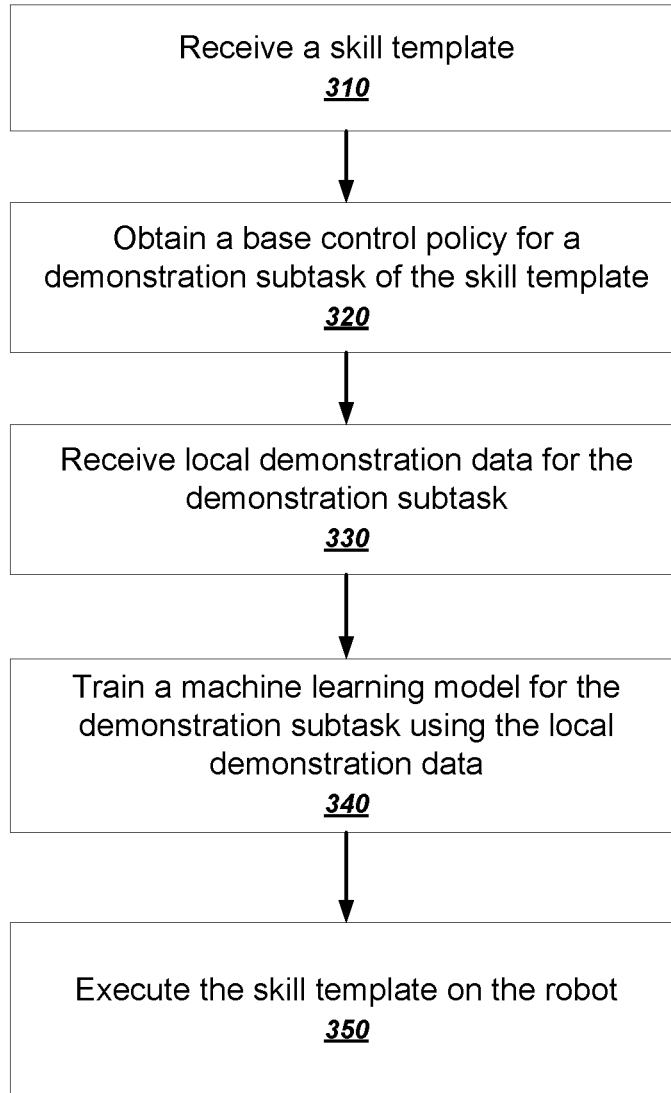 Receive a skill template
310
Obtain a base control policy for a
demonstration subtask of the skill template
320
Receive local demonstration data for the
demonstration subtask
330
Train a machine learning model for the
demonstration subtask using the local
demonstration data
340
Execute the skill template on the robot
350